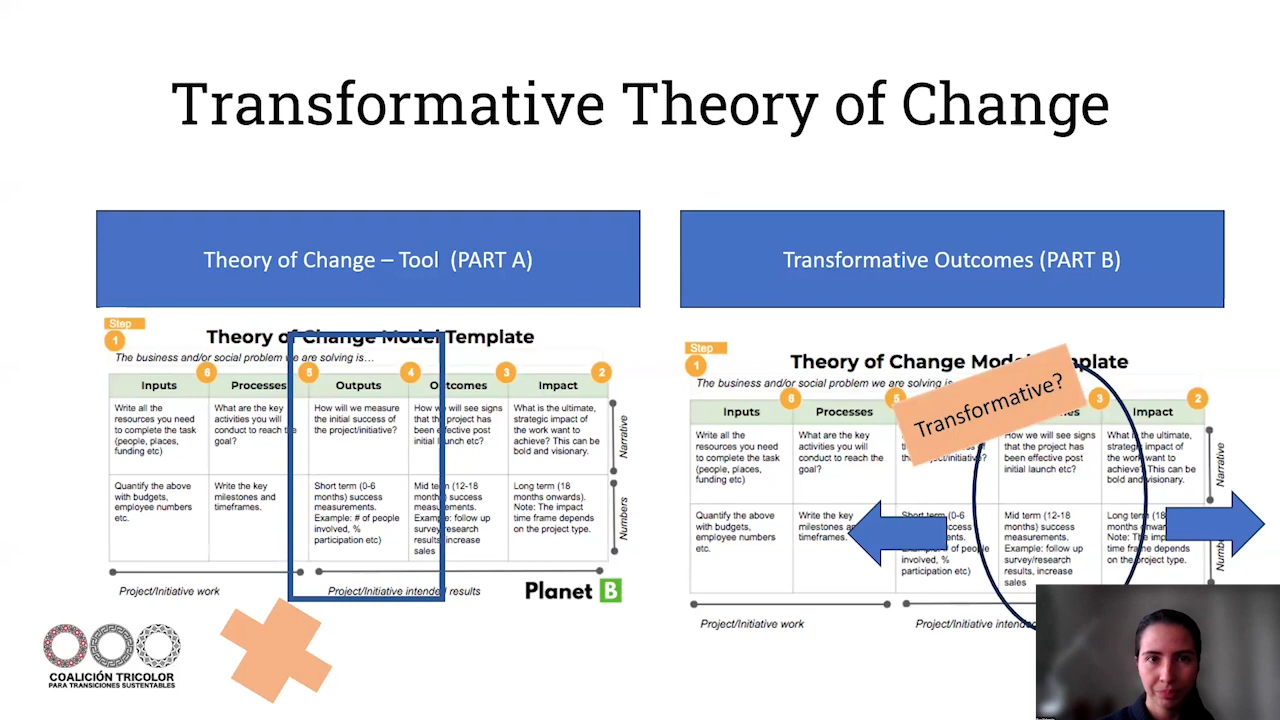 Transformative Theory of Change
Theory of Change – Tool (PART A)
Step
1
Theory of Change Model Template
The business and/or social problem we are solving is…
6
5
4
3
2
Inputs
Processes
Outputs
Outcomes
Impact
Write all the
resources you need
to complete the task
(people, places,
funding etc)
What are the key
activities you will
conduct to reach the
goal?
How will we measure
the initial success of
the project/initiative?
How we will see signs
that the project has
been effective post
initial launch etc?
What is the ultimate,
strategic impact of
the work want to
achieve? This can be
bold and visionary.
Narrative
Quantify the above
with budgets,
employee numbers
etc.
Write the key
milestones and
timeframes.
Short term (0-6
months) success
measurements.
Example: # of people
involved, %
participation etc)
Mid term (12-18
months) success
measurements.
Example: follow up
survey/research
results, increase
sales
Long term (18
months onwards).
Note: The impact
time frame depends
on the project type.
Numbers
Project/Initiative work
Project/Initiative intended results
Planet B
COALICIÓN TRICOLOR
PARA TRANSICIONES SUSTENTABLES
Transformative Outcomes (PART B)
Step
1
Theory of Change
Transformative?
The business and/or social problem we are solving is
6
5
3
2
Inputs
Processes
Impact
Write all the
resources you need
to complete the task
(people, places,
funding etc)
What are the key
activities you will
conduct to reach the
goal?
How we will see signs
that the project has
been effective post
initial launch etc?
What is the ultimate,
strategic impact of
the work want to
achieve? This can be
bold and visionary.
Narrative
Quantify the above
with budgets,
employee numbers
etc.
Write the key
milestones
timeframes.
Short term (0-6
of people
involved, %
participation etc)
Mid term (12-18
months) success
measurements.
Example: follow up
survey/research
results, increase
sales
Long term
months
Note: The
time frame depends
on the project type.
Project/Initiative work
Project/Initiative